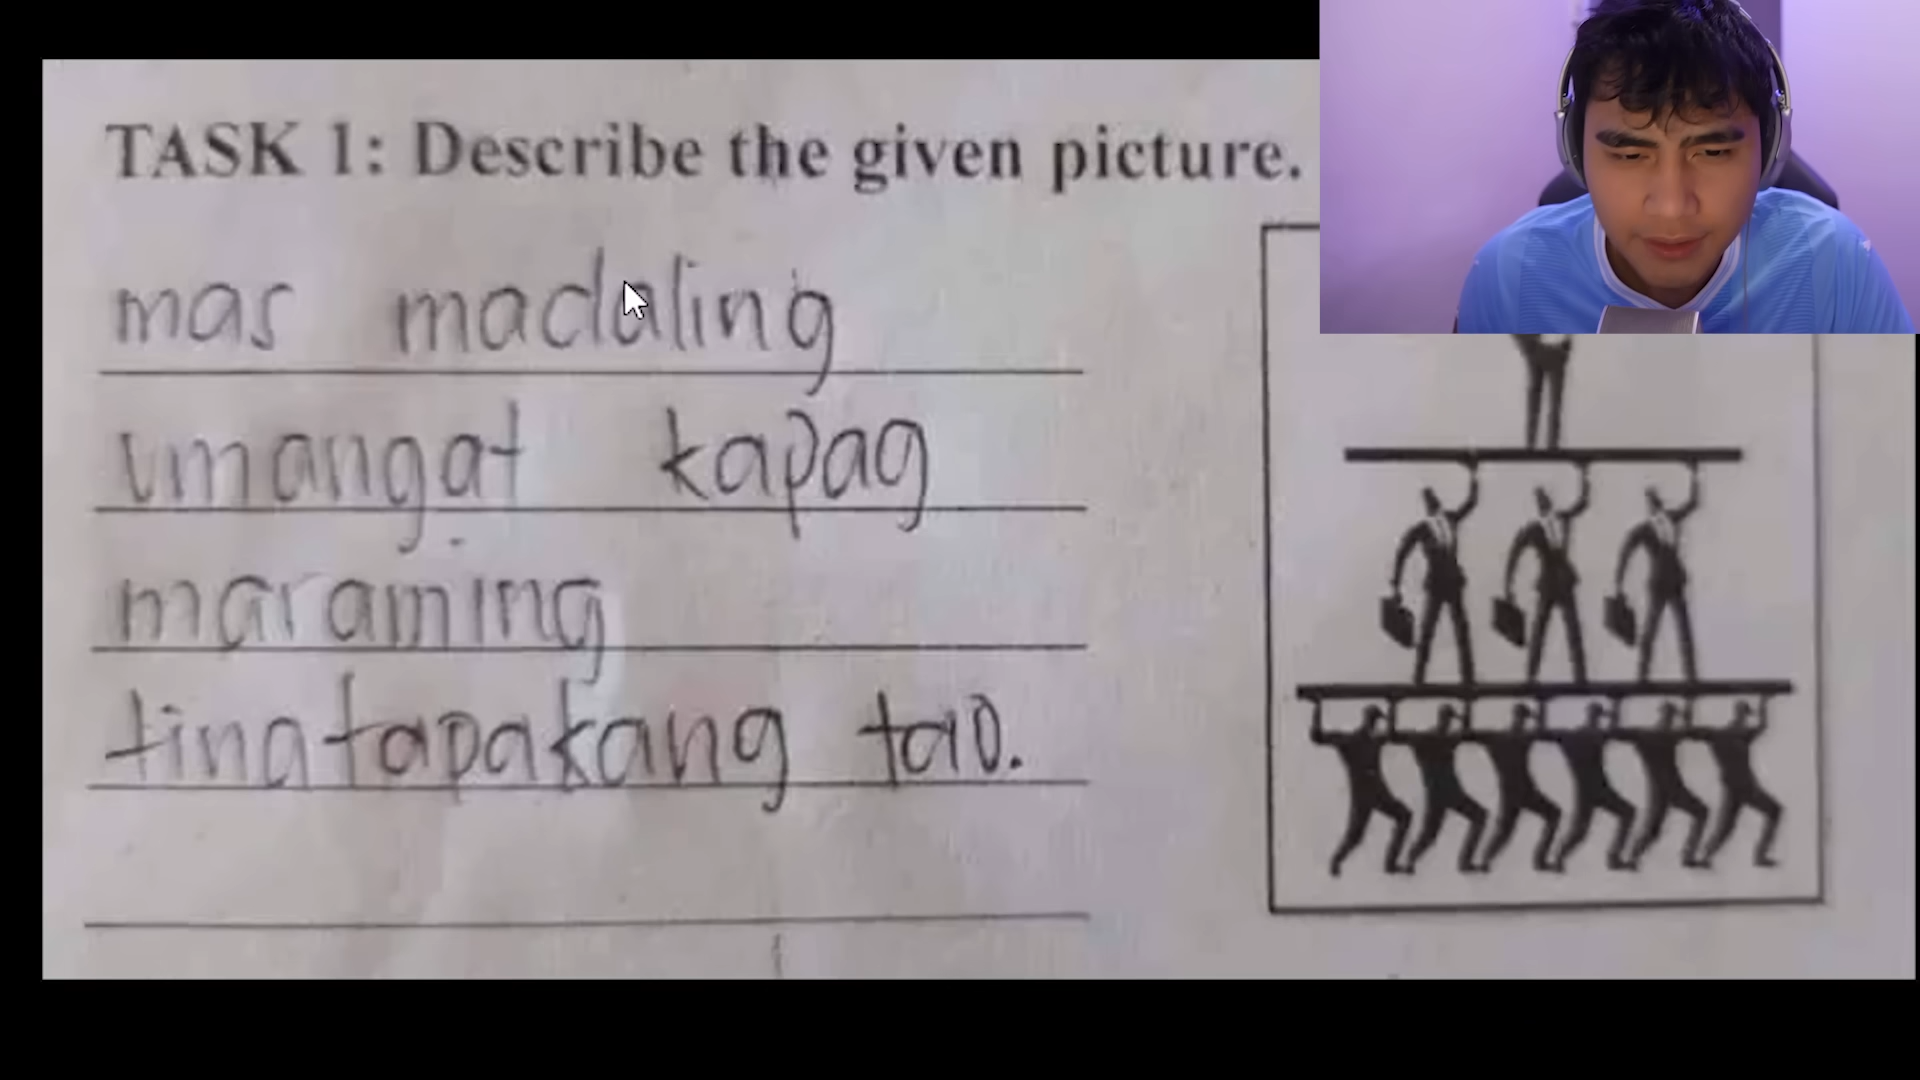 TASK 1: Describe the given picture.
mas madaling
umangat kapag
maraming
tinatapakang tao.